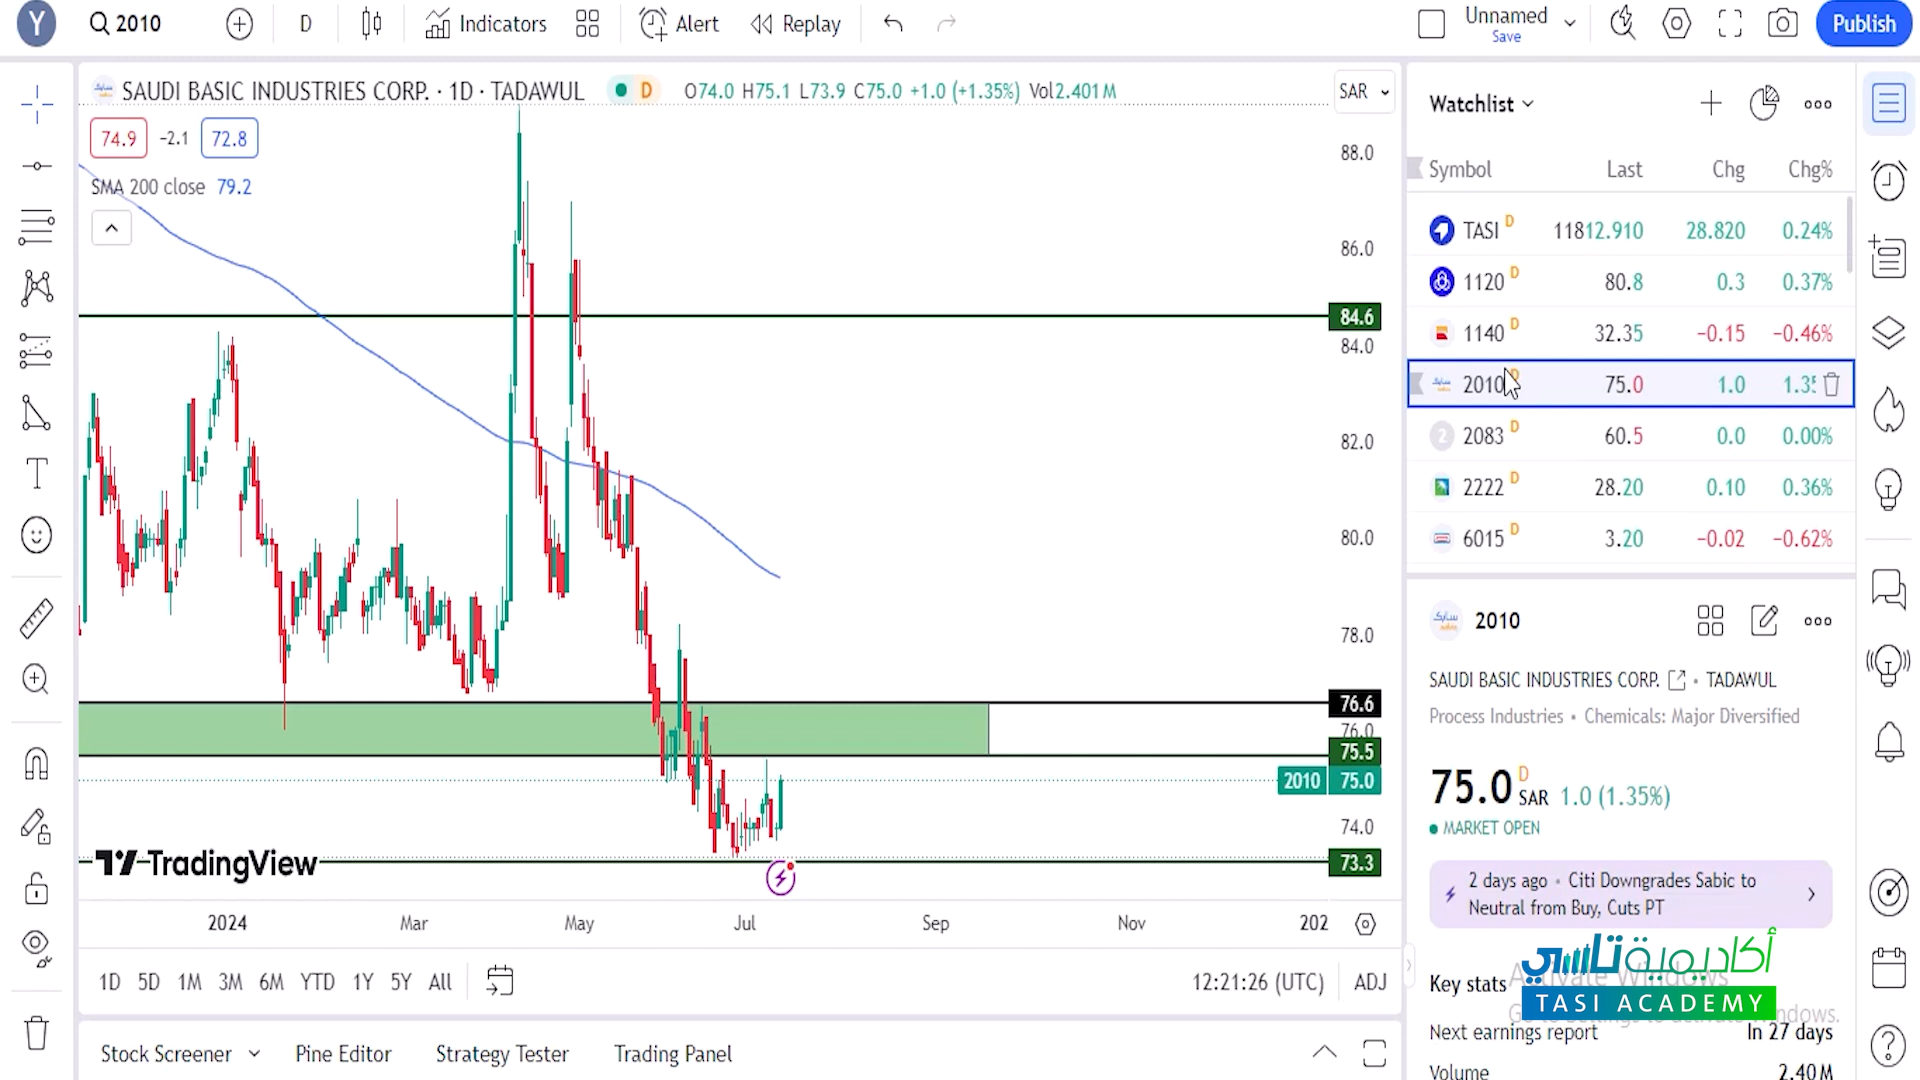 Y
2010
D
Indicators
Alert
Replay
Unnamed
Save
Publish
SAUDI BASIC INDUSTRIES CORP. · 1D · TADAWUL
D
O74.0 H75.1 L73.9 C75.0 +1.0 (+1.35%) Vol2.401M
SAR
74.9
−2.1
72.8
SMA 200 close 79.2
88.0
86.0
84.6
84.0
82.0
80.0
78.0
76.6
76.0
75.5
2010 75.0
74.0
73.3
TradingView
2024 Mar May Jul Sep Nov 202
1D 5D 1M 3M 6M YTD 1Y 5Y All
12:21:26 (UTC)
ADJ
Stock Screener
Pine Editor
Strategy Tester
Trading Panel
Watchlist
Symbol Last Chg Chg%
TASI D 11812.910 28.820 0.24%
1120 D 80.8 0.3 0.37%
1140 D 32.35 −0.15 −0.46%
2010 D 75.0 1.0 1.35
2 2083 D 60.5 0.0 0.00%
2222 D 28.20 0.10 0.36%
6015 D 3.20 −0.02 −0.62%
سابك 2010
SAUDI BASIC INDUSTRIES CORP. • TADAWUL
Process Industries • Chemicals: Major Diversified
75.0 D SAR 1.0 (1.35%)
MARKET OPEN
2 days ago • Citi Downgrades Sabic to
Neutral from Buy, Cuts PT
أكاديمية تاسي
TASI ACADEMY
Activate Windows
Key stats
Next earnings report In 27 days
Volume 2.40M